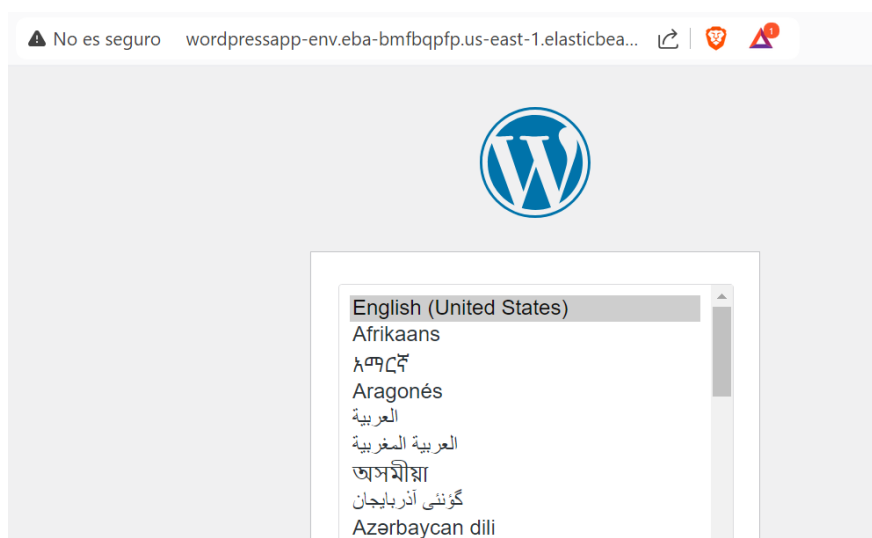 No es seguro wordpressapp-env.eba-bmfbqpfp.us-east-1.elasticbea... 1
W
English (United States)
Afrikaans
አማርኛ
Aragonés
العربية
العربية المغربية
অসমীয়া
گؤنئی آذربایجان
Azərbaycan dili